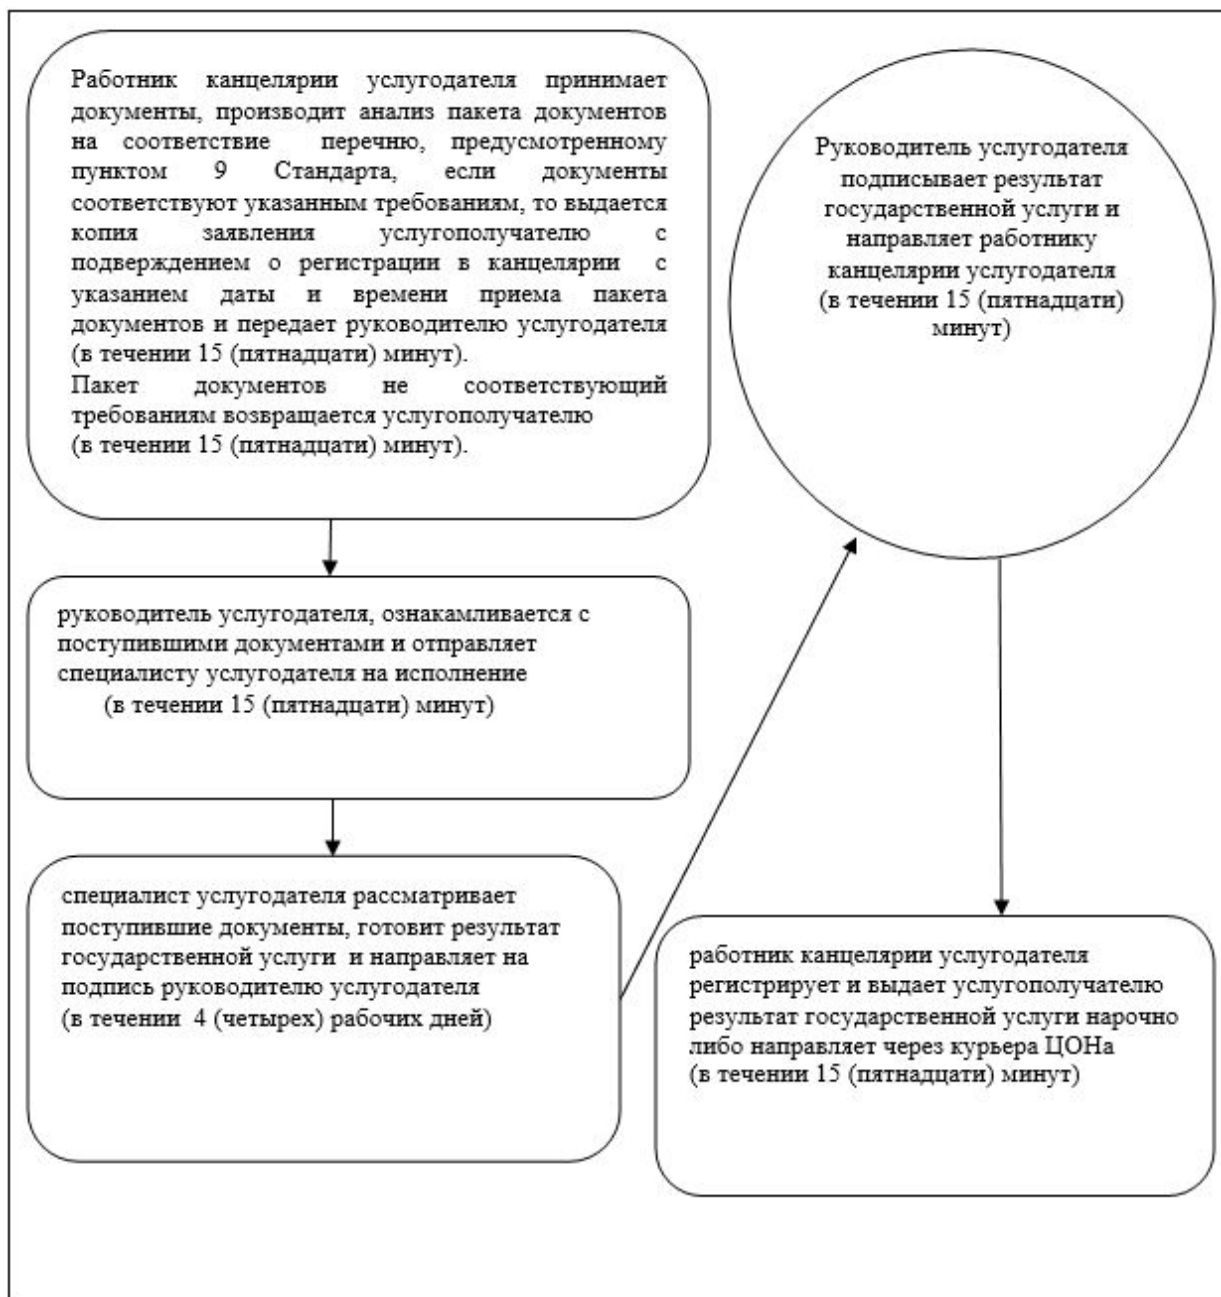 Работник канцелярии услугодателя принимает
документы, производит анализ пакета документов
на соответствие перечню, предусмотренному
пунктом 9 Стандарта, если документы
соответствуют указанным требованиям, то выдается
копия заявления услугополучателю с
подверждением о регистрации в канцелярии с
указанием даты и времени приема пакета
документов и передает руководителю услугодателя
(в течении 15 (пятнадцати) минут).
Пакет документов не соответствующий
требованиям возвращается услугополучателю
(в течении 15 (пятнадцати) минут).
руководитель услугодателя, ознакамливается с
поступившими документами и отправляет
специалисту услугодателя на исполнение
(в течении 15 (пятнадцати) минут)
специалист услугодателя рассматривает
поступившие документы, готовит результат
государственной услуги и направляет на
подпись руководителю услугодателя
(в течении 4 (четырех) рабочих дней)
Руководитель услугодателя
подписывает результат
государственной услуги и
направляет работнику
канцелярии услугодателя
(в течении 15 (пятнадцати)
минут)
работник канцелярии услугодателя
регистрирует и выдает услугополучателю
результат государственной услуги нарочно
либо направляет через курьера ЦОНа
(в течении 15 (пятнадцати) минут)